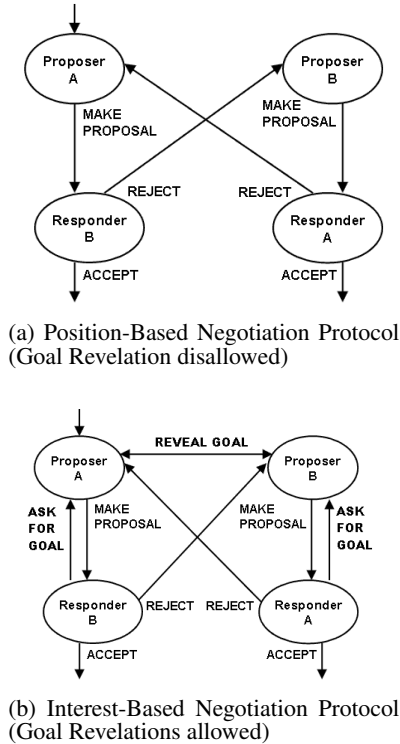 Proposer
A
Proposer
B
MAKE
PROPOSAL
MAKE
PROPOSAL
REJECT
REJECT
Responder
B
Responder
A
ACCEPT
ACCEPT
(a) Position-Based Negotiation Protocol
(Goal Revelation disallowed)
REVEAL GOAL
Proposer
A
Proposer
B
ASK
FOR
GOAL
MAKE
PROPOSAL
MAKE
PROPOSAL
ASK
FOR
GOAL
Responder
B
REJECT
REJECT
Responder
A
ACCEPT
ACCEPT
(b) Interest-Based Negotiation Protocol
(Goal Revelations allowed)